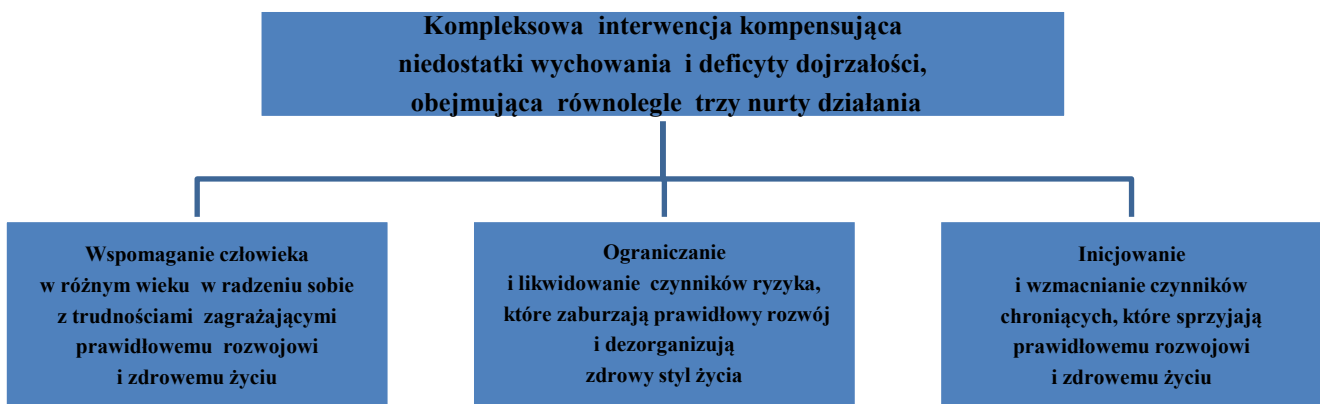 Kompleksowa interwencja kompensująca
niedostatki wychowania i deficyty dojrzałości,
obejmująca równolegle trzy nurty działania
Wspomaganie człowieka
w różnym wieku w radzeniu sobie
z trudnościami zagrażającymi
prawidłowemu rozwojowi
i zdrowemu życiu
Ograniczanie
i likwidowanie czynników ryzyka,
które zaburzają prawidłowy rozwój
i dezorganizują
zdrowy styl życia
Inicjowanie
i wzmacnianie czynników
chroniących, które sprzyjają
prawidłowemu rozwojowi
i zdrowemu życiu